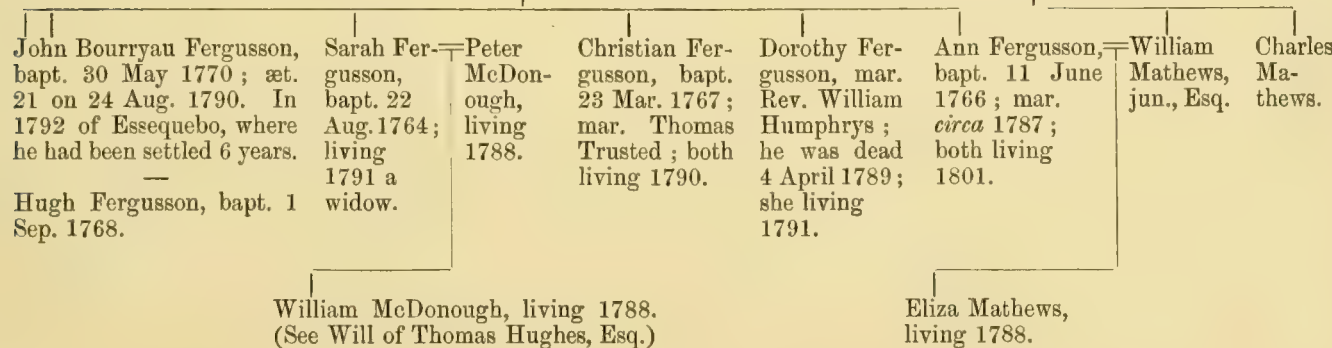 John Bourryau Fergusson,
bapt. 30 May 1770 ; æt.
21 on 24 Aug. 1790. In
1792 of Essequebo, where
he had been settled 6 years.
—
Hugh Fergusson, bapt. 1
Sep. 1768.
Sarah Fer-
gusson,
bapt. 22
Aug. 1764 ;
living
1791 a
widow.
Peter
McDon-
ough,
living
1788.
Christian Fer-
gusson, bapt.
23 Mar. 1767 ;
mar. Thomas
Trusted ; both
living 1790.
Dorothy Fer-
gusson, mar.
Rev. William
Humphrys ;
he was dead
4 April 1789 ;
she living
1791.
Ann Fergusson,
bapt. 11 June
1766 ; mar.
circa 1787 ;
both living
1801.
William
Mathews,
jun., Esq.
Charles
Ma-
thews.
William McDonough, living 1788.
(See Will of Thomas Hughes, Esq.)
Eliza Mathews,
living 1788.